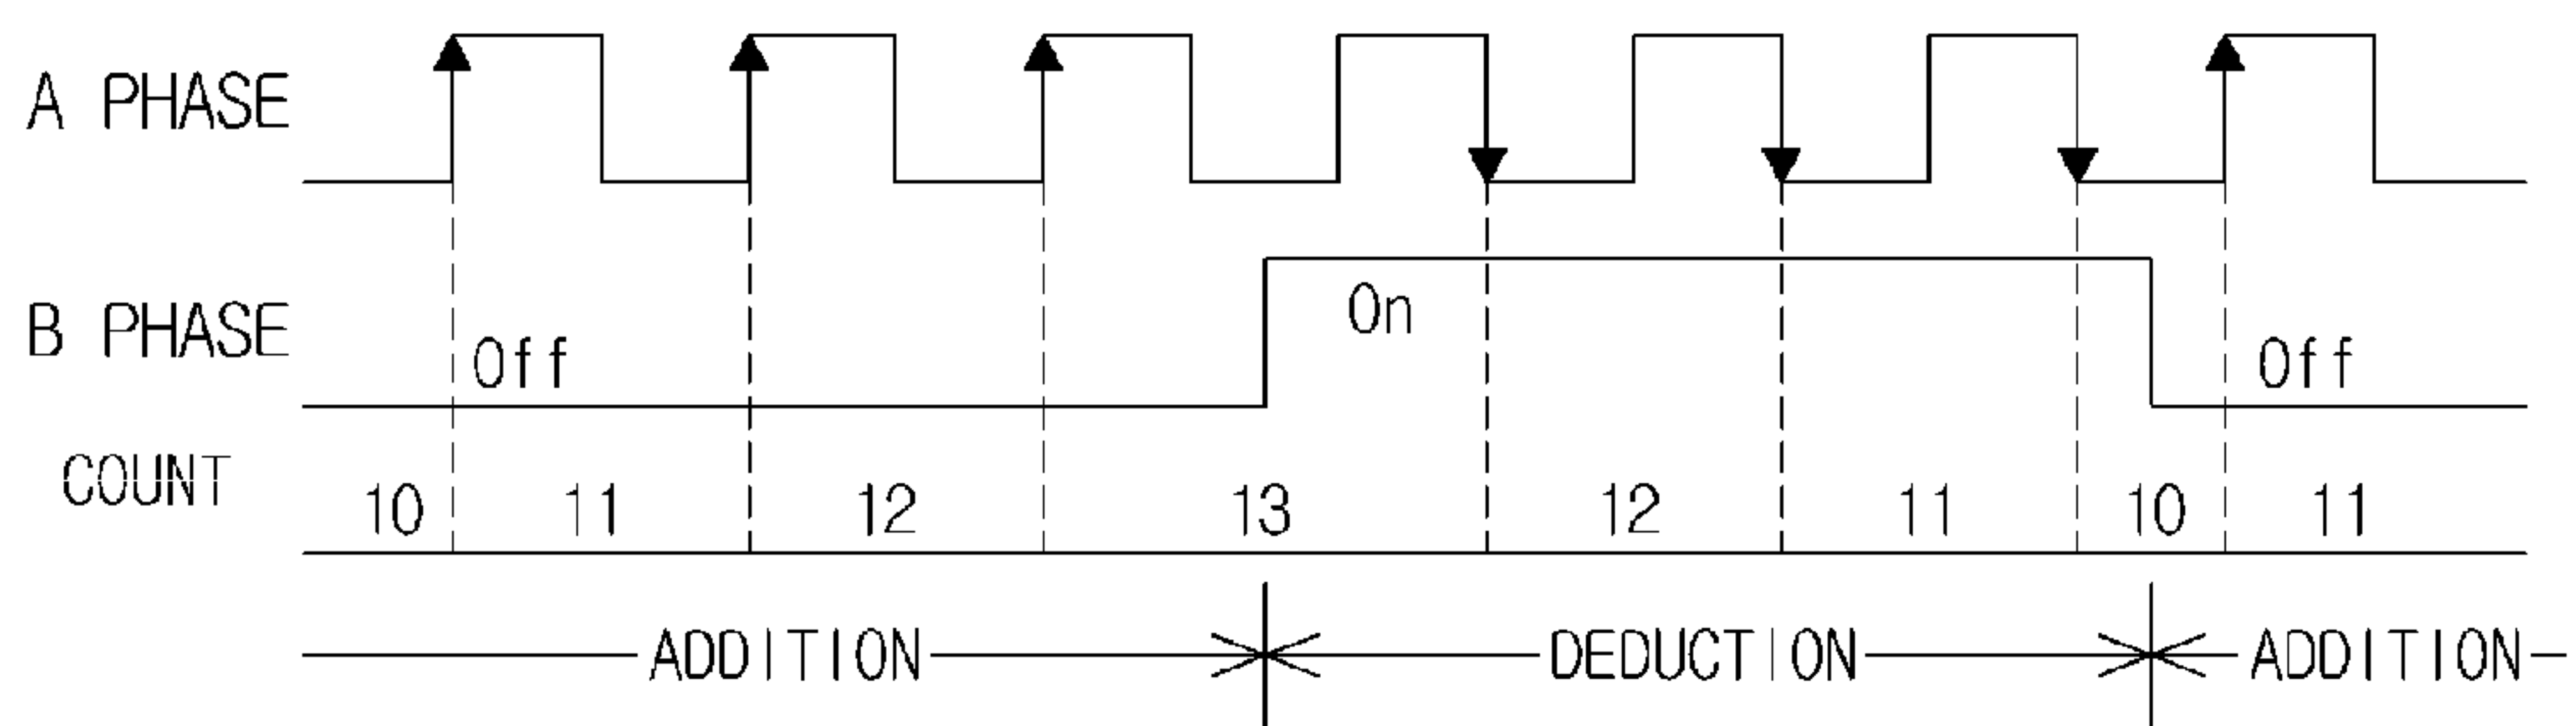 A PHASE
On
B PHASE Off Off
COUNT 10 11 12 13 12 11 10 11
ADDITION DEDUCTION ADDITION